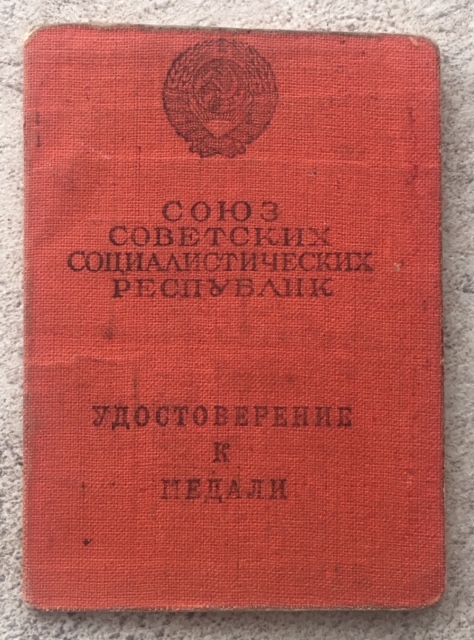 СОЮЗ
СОВЕТСКИХ
СОЦИАЛИСТИЧЕСКИХ
РЕСПУБЛИК
УДОСТОВЕРЕНИЕ
К
МЕДАЛИ